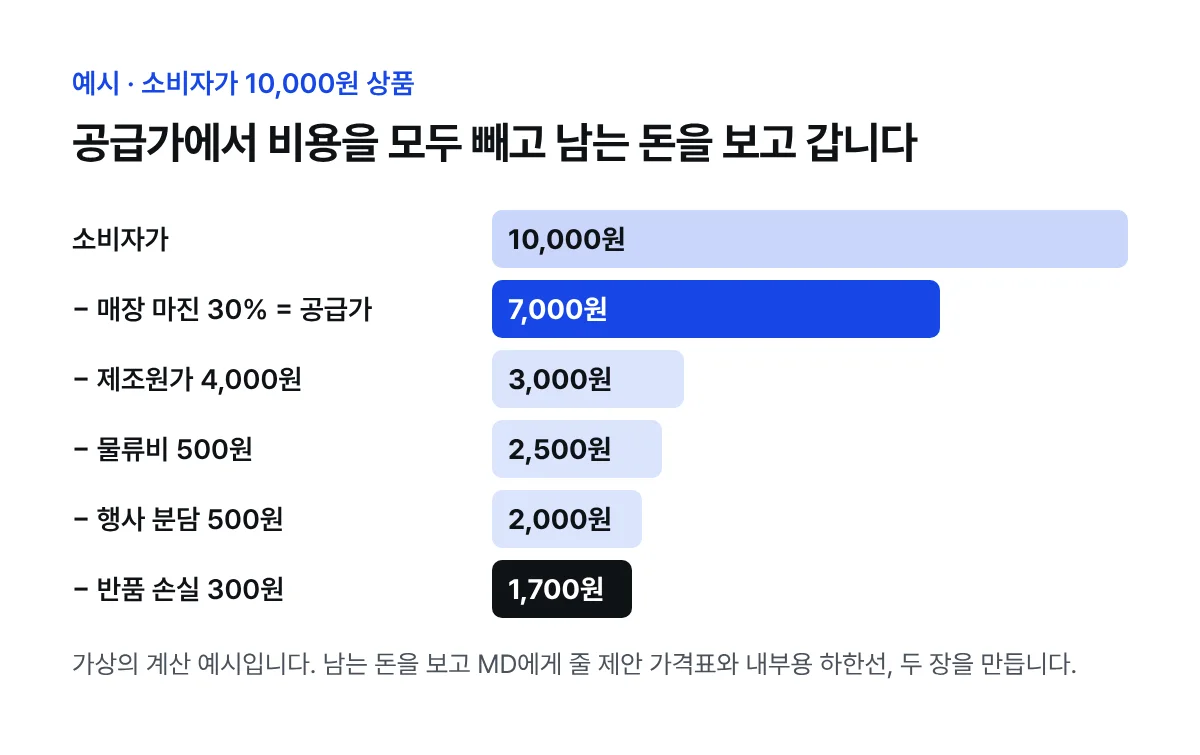 예시 · 소비자가 10,000원 상품
공급가에서 비용을 모두 빼고 남는 돈을 보고 갑니다
소비자가 10,000원
− 매장 마진 30% = 공급가 7,000원
− 제조원가 4,000원 3,000원
− 물류비 500원 2,500원
− 행사 분담 500원 2,000원
− 반품 손실 300원 1,700원
가상의 계산 예시입니다. 남는 돈을 보고 MD에게 줄 제안 가격표와 내부용 하한선, 두 장을 만듭니다.